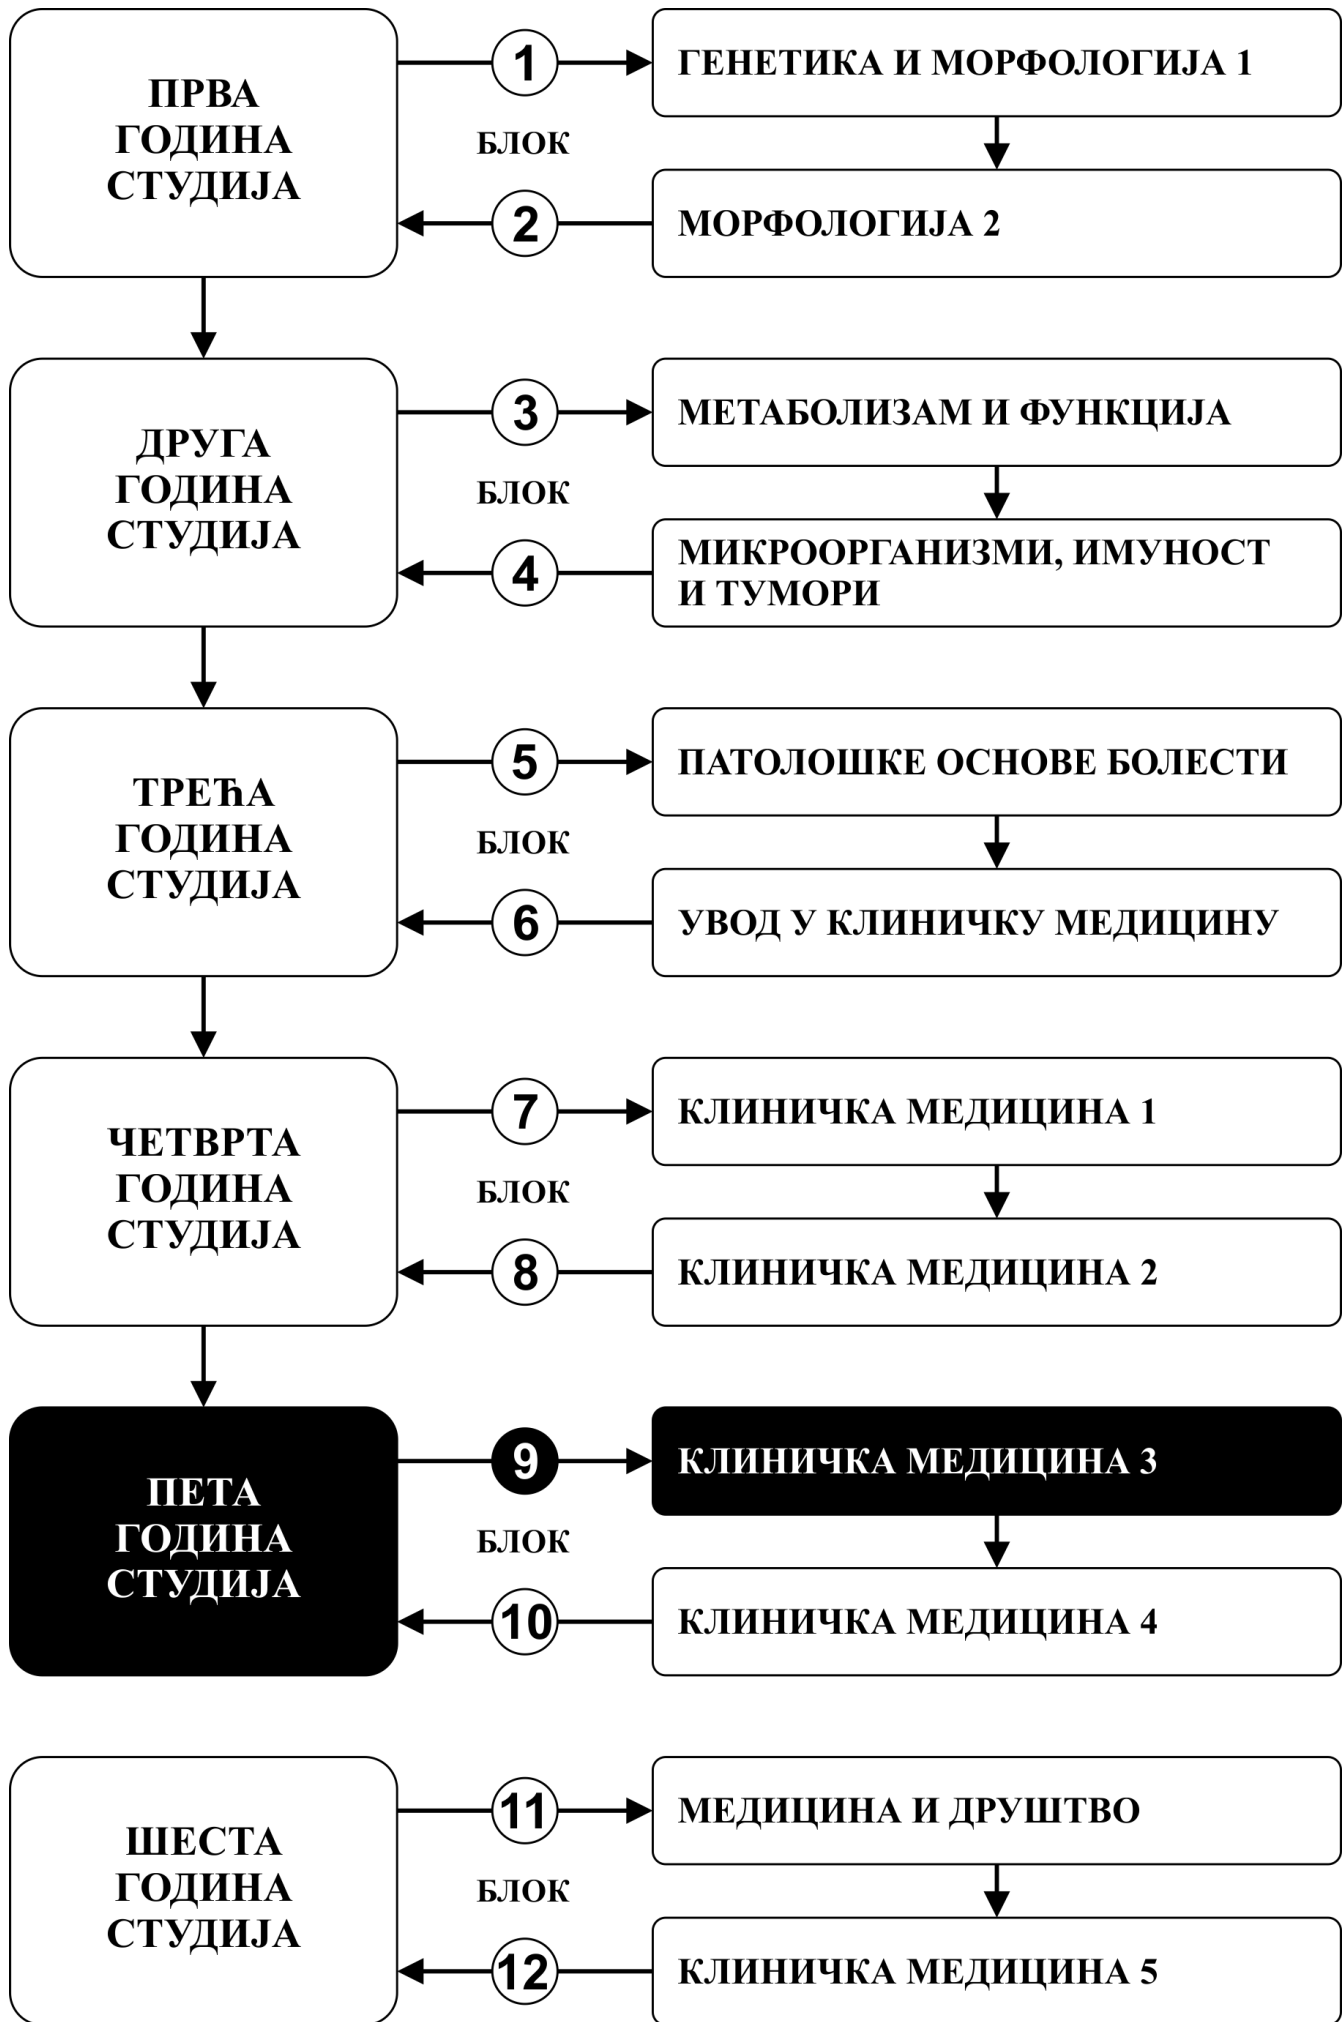 ПРВА
ГОДИНА
СТУДИЈА
1
БЛОК
2
ГЕНЕТИКА И МОРФОЛОГИЈА 1
МОРФОЛОГИЈА 2
ДРУГА
ГОДИНА
СТУДИЈА
3
БЛОК
4
МЕТАБОЛИЗАМ И ФУНКЦИЈА
МИКРООРГАНИЗМИ, ИМУНОСТ
И ТУМОРИ
ТРЕЋА
ГОДИНА
СТУДИЈА
5
БЛОК
6
ПАТОЛОШКЕ ОСНОВЕ БОЛЕСТИ
УВОД У КЛИНИЧКУ МЕДИЦИНУ
ЧЕТВРТА
ГОДИНА
СТУДИЈА
7
БЛОК
8
КЛИНИЧКА МЕДИЦИНА 1
КЛИНИЧКА МЕДИЦИНА 2
ПЕТА
ГОДИНА
СТУДИЈА
9
БЛОК
10
КЛИНИЧКА МЕДИЦИНА 3
КЛИНИЧКА МЕДИЦИНА 4
ШЕСТА
ГОДИНА
СТУДИЈА
11
БЛОК
12
МЕДИЦИНА И ДРУШТВО
КЛИНИЧКА МЕДИЦИНА 5